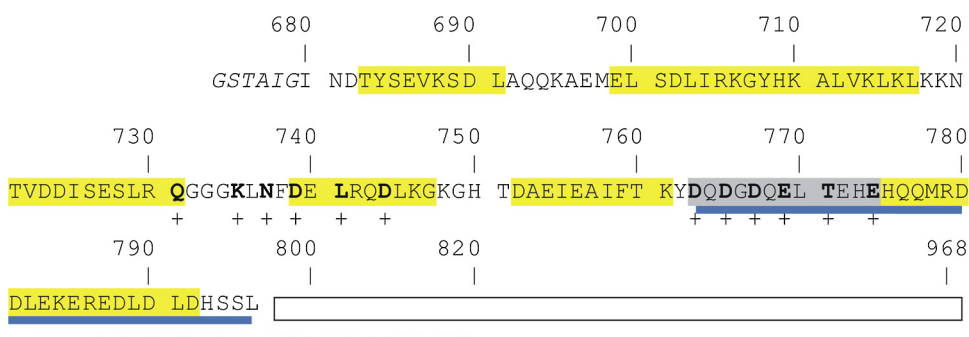 680 690 700 710 720
GSTAIGI NDTYSEVKSD LAQQKAEMEL SDLIRKGYHK ALVKLKLKKN
730 740 750 760 770 780
TVDDISESLR QGGGKLNFDE LRQDLKGKGH TDAEIEAIFT KYDQDGDQEL TEHEHQQMRD
+ + + + + + + + + + + +
790 800 820 968
DLEKEREDLD LDHSSL